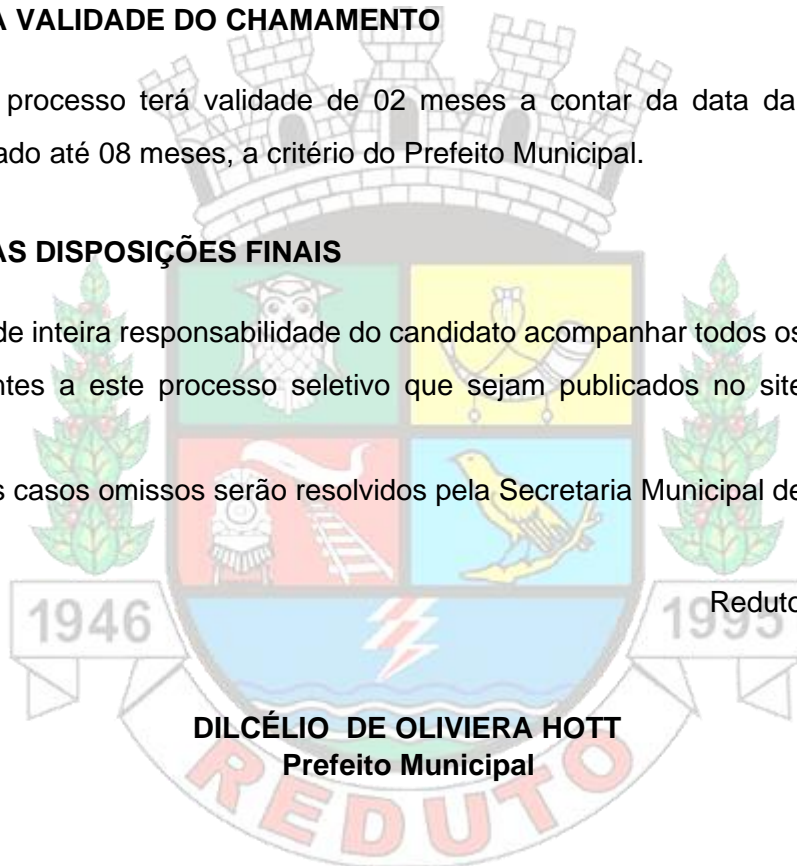 A VALIDADE DO CHAMAMENTO
processo terá validade de 02 meses a contar da data da
ado até 08 meses, a critério do Prefeito Municipal.
AS DISPOSIÇÕES FINAIS
de inteira responsabilidade do candidato acompanhar todos os
ntes a este processo seletivo que sejam publicados no site
s casos omissos serão resolvidos pela Secretaria Municipal de
Reduto
1946 1995
DILCÉLIO DE OLIVIERA HOTT
Prefeito Municipal
REDUTO